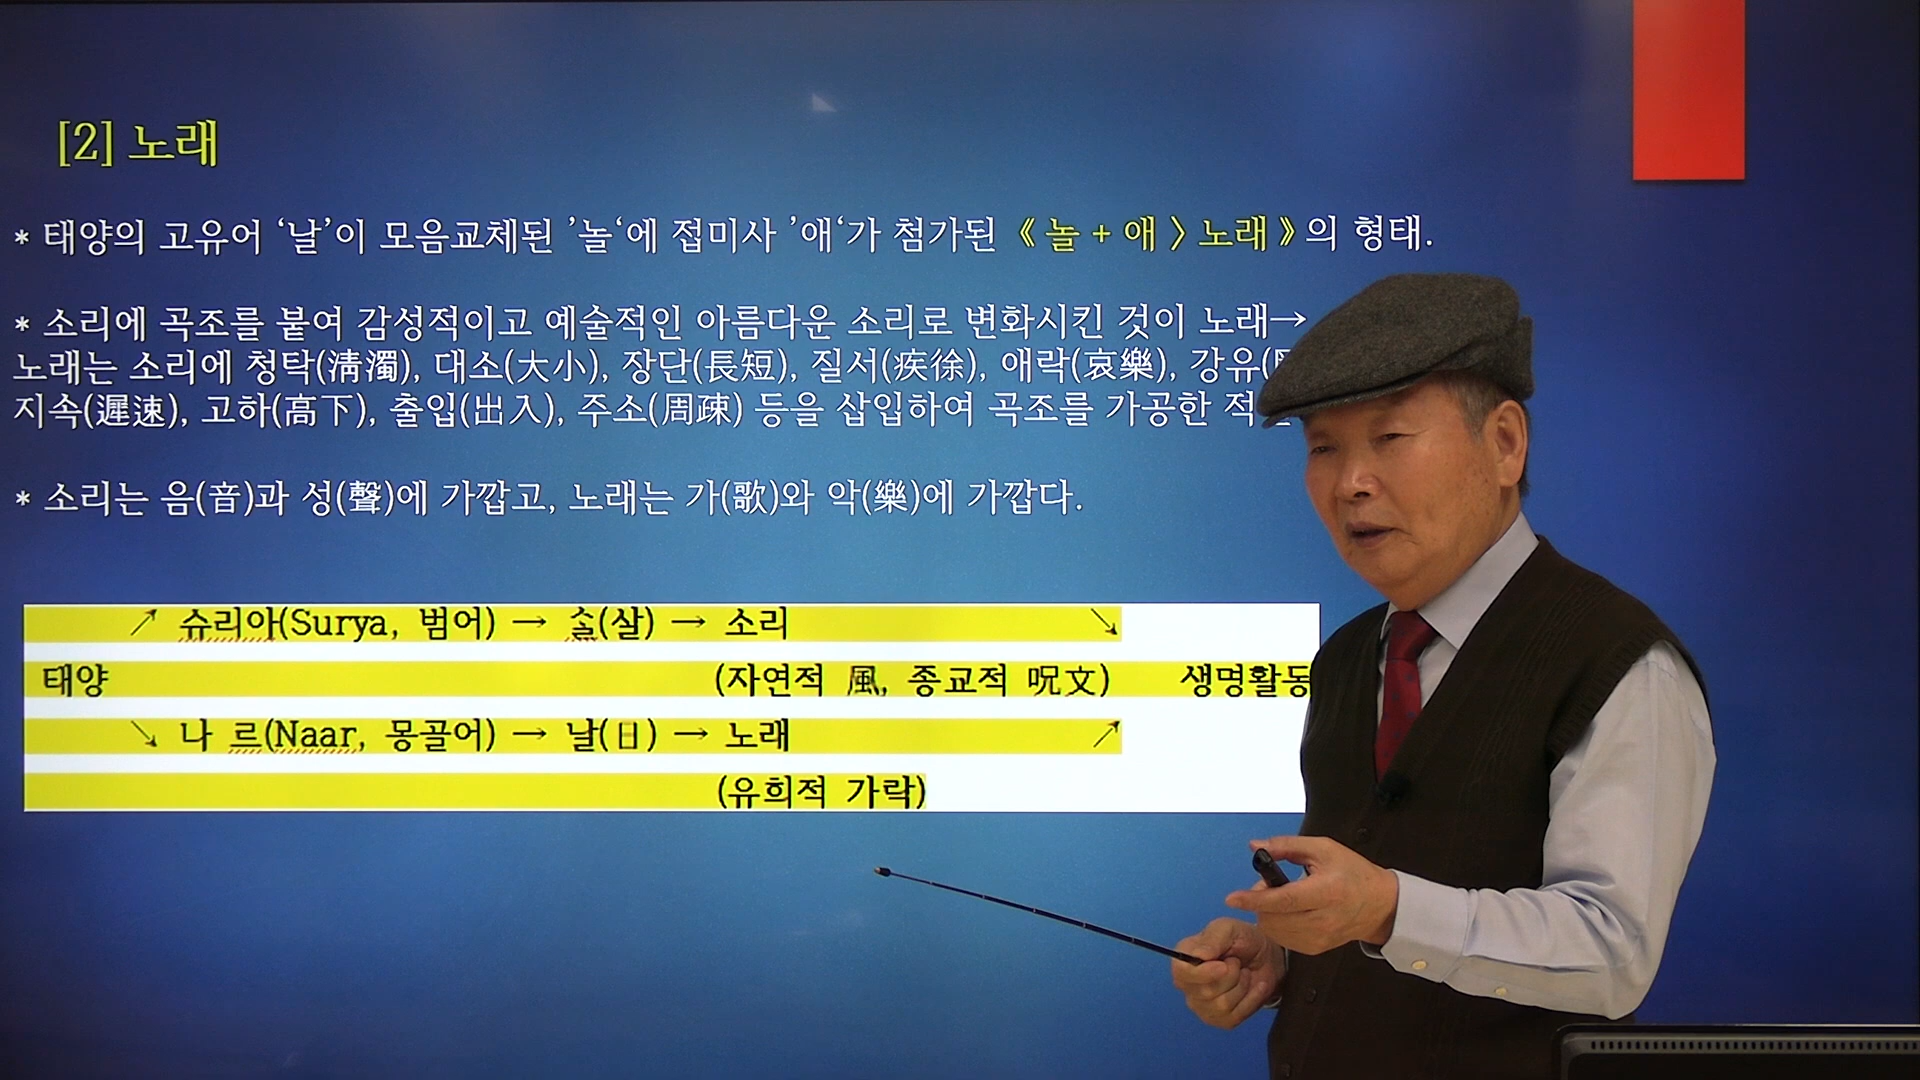 [2] 노래
* 태양의 고유어 ‘날’이 모음교체된 ’놀‘에 접미사 ’애‘가 첨가된 《 놀 + 애 〉 노래 》의 형태.
* 소리에 곡조를 붙여 감성적이고 예술적인 아름다운 소리로 변화시킨 것이 노래→
노래는 소리에 청탁(淸濁), 대소(大小), 장단(長短), 질서(疾徐), 애락(哀樂), 강유(
지속(遲速), 고하(高下), 출입(出入), 주소(周疎) 등을 삽입하여 곡조를 가공한 적
* 소리는 음(音)과 성(聲)에 가깝고, 노래는 가(歌)와 악(樂)에 가깝다.
↗ 슈리아(Surya, 범어) → 솔(살) → 소리 ↘
태양 (자연적 風, 종교적 呪文) 생명활동
↘ 나 르(Naar, 몽골어) → 날(日) → 노래 ↗
(유희적 가락)